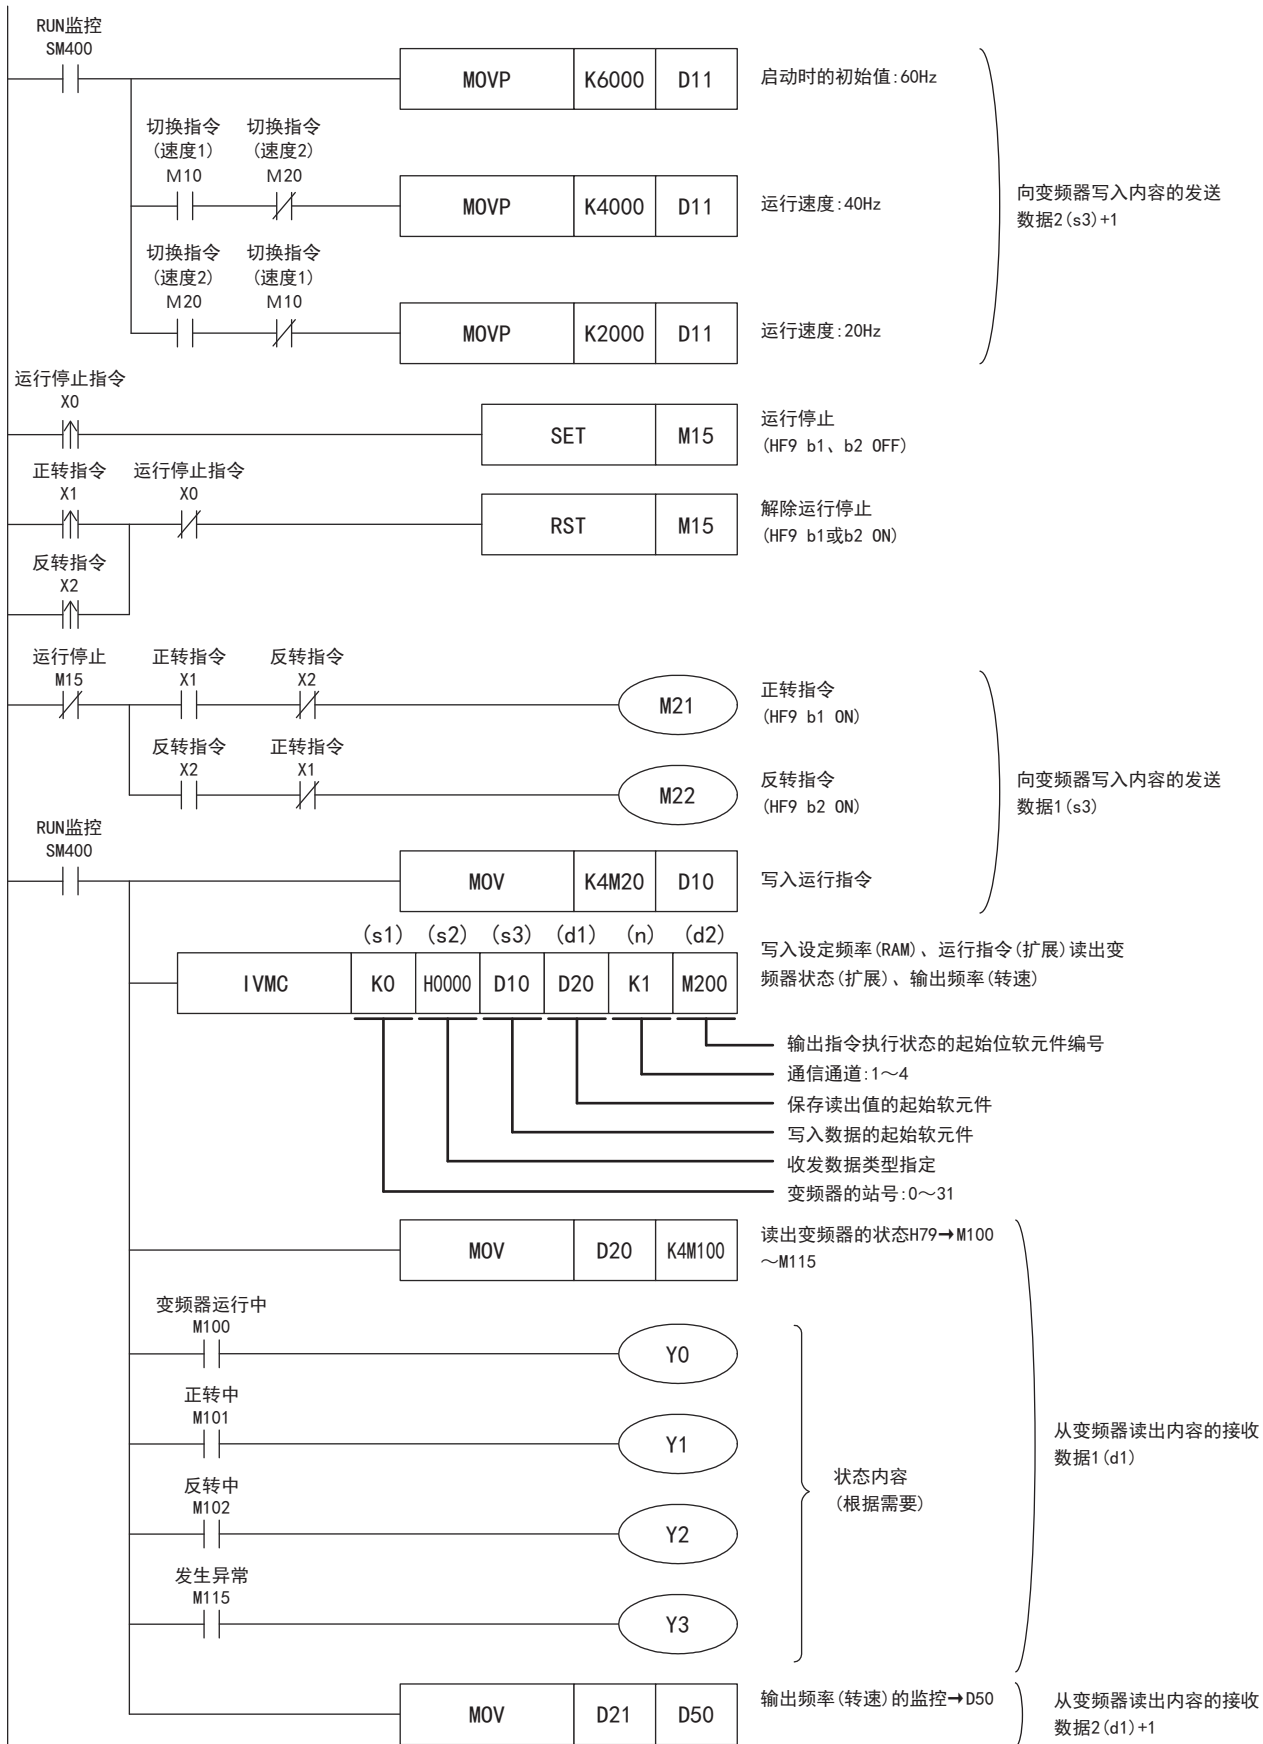 RUN监控
SM400
MOVP K6000 D11 启动时的初始值:60Hz
切换指令 切换指令
(速度1) (速度2)
M10 M20
MOVP K4000 D11 运行速度:40Hz
向变频器写入内容的发送
数据2(s3)+1
切换指令 切换指令
(速度2) (速度1)
M20 M10
MOVP K2000 D11 运行速度:20Hz
运行停止指令
X0
SET M15 运行停止
(HF9 b1、b2 OFF)
正转指令 运行停止指令
X1 X0
RST M15 解除运行停止
(HF9 b1或b2 ON)
反转指令
X2
运行停止 正转指令 反转指令
M15 X1 X2
M21 正转指令
(HF9 b1 ON)
反转指令 正转指令
X2 X1
M22 反转指令
(HF9 b2 ON)
向变频器写入内容的发送
数据1(s3)
RUN监控
SM400
MOV K4M20 D10 写入运行指令
(s1) (s2) (s3) (d1) (n) (d2)
IVMC K0 H0000 D10 D20 K1 M200
写入设定频率(RAM)、运行指令(扩展)读出变
频器状态(扩展)、输出频率(转速)
输出指令执行状态的起始位软元件编号
通信通道:1~4
保存读出值的起始软元件
写入数据的起始软元件
收发数据类型指定
变频器的站号:0~31
MOV D20 K4M100 读出变频器的状态H79→M100
~M115
变频器运行中
M100
Y0
正转中
M101
Y1
反转中
M102
Y2
发生异常
M115
Y3
状态内容
(根据需要)
从变频器读出内容的接收
数据1(d1)
MOV D21 D50 输出频率(转速)的监控→D50
从变频器读出内容的接收
数据2(d1)+1